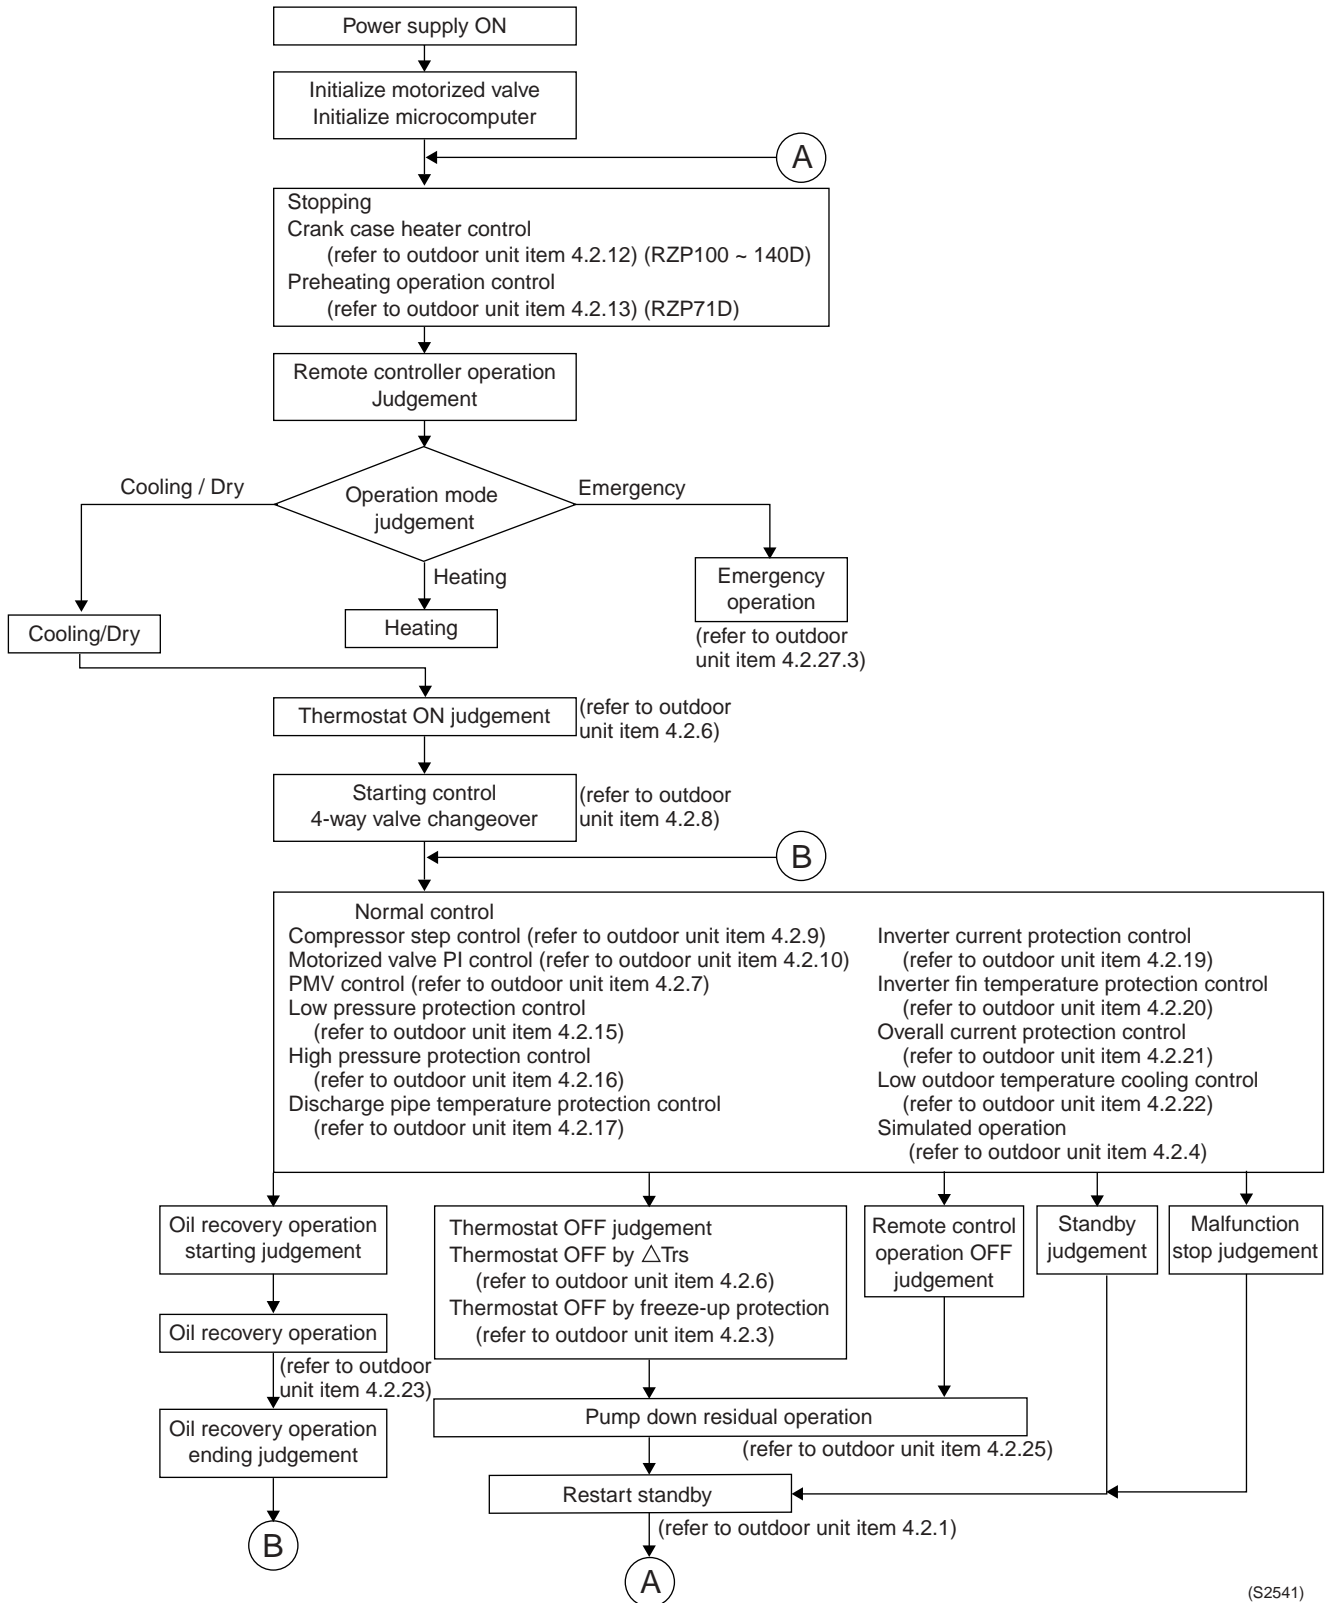 Power supply ON
Initialize motorized valve
Initialize microcomputer
A
Stopping
Crank case heater control
(refer to outdoor unit item 4.2.12) (RZP100 ~ 140D)
Preheating operation control
(refer to outdoor unit item 4.2.13) (RZP71D)
Remote controller operation
Judgement
Cooling / Dry
Operation mode
judgement
Emergency
Heating
Emergency
operation
(refer to outdoor
unit item 4.2.27.3)
Cooling/Dry
Heating
Thermostat ON judgement
(refer to outdoor
unit item 4.2.6)
Starting control
4-way valve changeover
(refer to outdoor
unit item 4.2.8)
B
Normal control
Compressor step control (refer to outdoor unit item 4.2.9)
Motorized valve PI control (refer to outdoor unit item 4.2.10)
PMV control (refer to outdoor unit item 4.2.7)
Low pressure protection control
(refer to outdoor unit item 4.2.15)
High pressure protection control
(refer to outdoor unit item 4.2.16)
Discharge pipe temperature protection control
(refer to outdoor unit item 4.2.17)
Inverter current protection control
(refer to outdoor unit item 4.2.19)
Inverter fin temperature protection control
(refer to outdoor unit item 4.2.20)
Overall current protection control
(refer to outdoor unit item 4.2.21)
Low outdoor temperature cooling control
(refer to outdoor unit item 4.2.22)
Simulated operation
(refer to outdoor unit item 4.2.4)
Oil recovery operation
starting judgement
Oil recovery operation
(refer to outdoor
unit item 4.2.23)
Oil recovery operation
ending judgement
B
Thermostat OFF judgement
Thermostat OFF by △Trs
(refer to outdoor unit item 4.2.6)
Thermostat OFF by freeze-up protection
(refer to outdoor unit item 4.2.3)
Remote control
operation OFF
judgement
Standby
judgement
Malfunction
stop judgement
Pump down residual operation
(refer to outdoor unit item 4.2.25)
Restart standby
(refer to outdoor unit item 4.2.1)
A
(S2541)